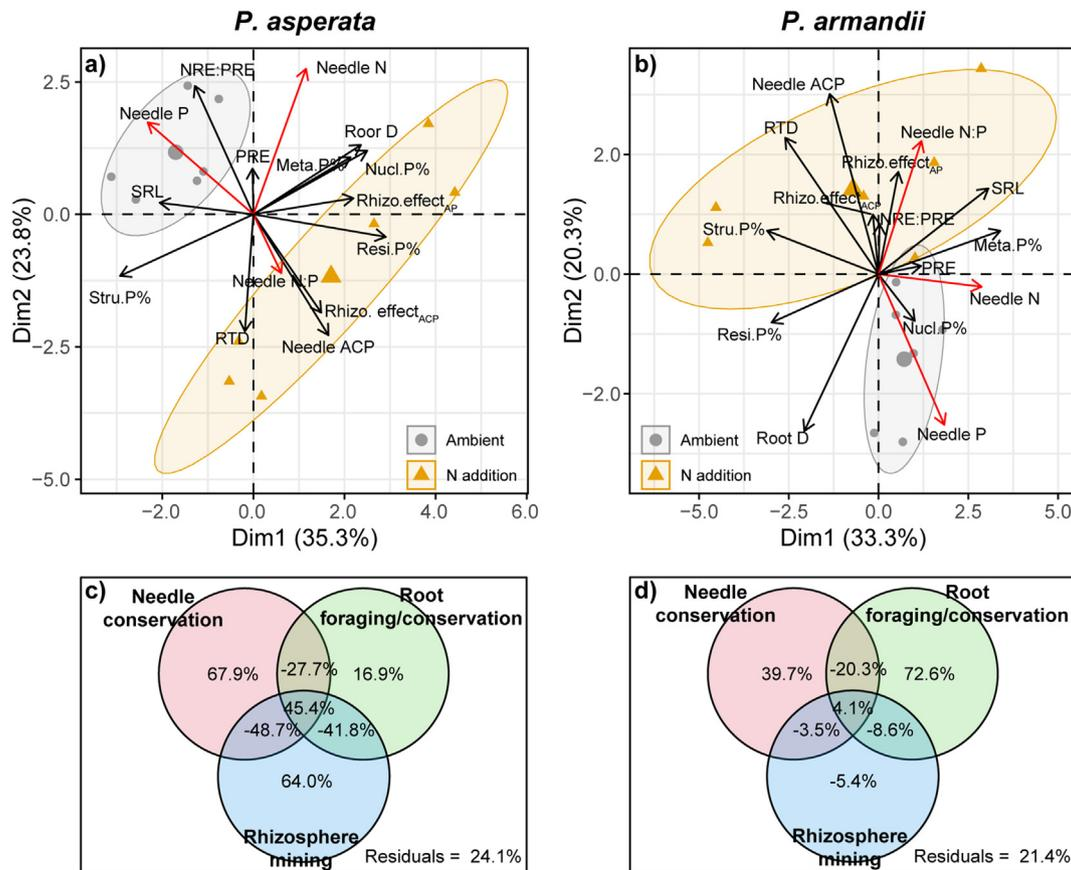 P. asperata
P. armandii
a)
NRE:PRE
Needle N
Needle P
Roor D
PRE
Meta.P%
Nucl.P%
SRL
Rhizo.effectAP
Resi.P%
Stru.P%
Needle N:P
Rhizo. effectACP
RTD
Needle ACP
Ambient
N addition
2.5
0.0
−2.5
−5.0
Dim2 (23.8%)
−2.0
0.0
2.0
4.0
6.0
Dim1 (35.3%)
b)
Needle ACP
RTD
Needle N:P
Rhizo.effectAP
Rhizo.effectACP
SRL
NRE:PRE
Stru.P%
Meta.P%
PRE
Needle N
Resi.P%
Nucl.P%
Root D
Needle P
Ambient
N addition
2.0
0.0
−2.0
Dim2 (20.3%)
−5.0
−2.5
0.0
2.5
5.0
Dim1 (33.3%)
c)
Needle
conservation
Root
foraging/conservation
67.9%
-27.7%
16.9%
45.4%
-48.7%
-41.8%
64.0%
Rhizosphere
mining
Residuals = 24.1%
d)
Needle
conservation
Root
foraging/conservation
39.7%
-20.3%
72.6%
4.1%
-3.5%
-8.6%
-5.4%
Rhizosphere
mining
Residuals = 21.4%